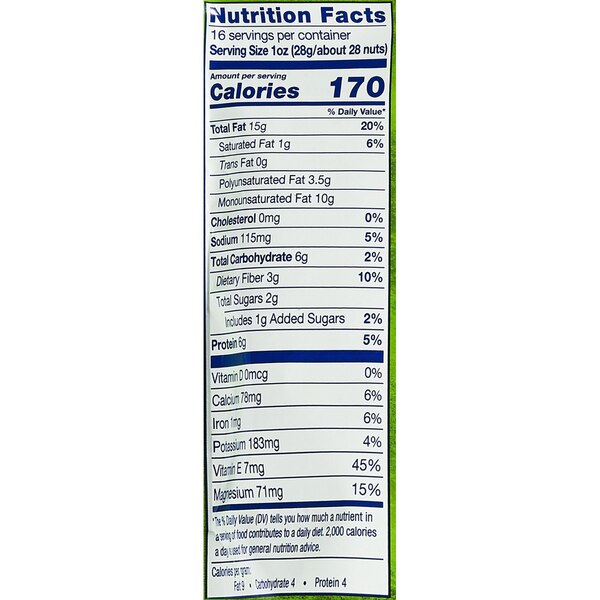 Nutrition Facts
16 servings per container
Serving Size 1oz (28g/about 28 nuts)
Amount per serving
Calories 170
% Daily Value*
Total Fat 15g 20%
Saturated Fat 1g 6%
Trans Fat 0g
Polyunsaturated Fat 3.5g
Monounsaturated Fat 10g
Cholesterol 0mg 0%
Sodium 115mg 5%
Total Carbohydrate 6g 2%
Dietary Fiber 3g 10%
Total Sugars 2g
Includes 1g Added Sugars 2%
Protein 6g 5%
Vitamin D 0mcg 0%
Calcium 78mg 6%
Iron 1mg 6%
Potassium 183mg 4%
Vitamin E 7mg 45%
Magnesium 71mg 15%
*The % Daily Value (DV) tells you how much a nutrient in
a serving of food contributes to a daily diet. 2,000 calories
a day is used for general nutrition advice.
Calories per gram:
Fat 9 • Carbohydrate 4 • Protein 4